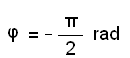 φ = - π/2 rad